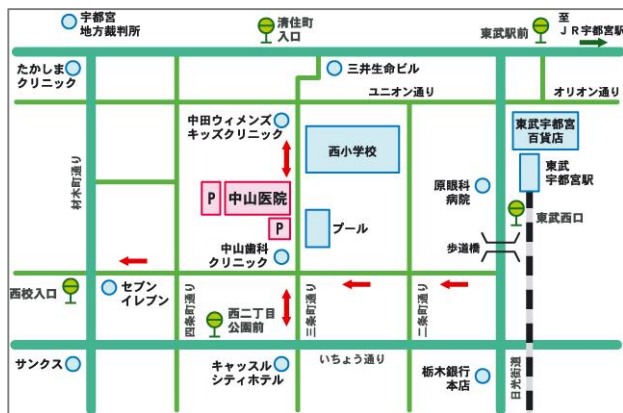 宇都宮
地方裁判所
清住町
入口
東武駅前
至
JR宇都宮駅
たかしま
クリニック
三井生命ビル
ユニオン通り
オリオン通り
中田ウィメンズ
キッズクリニック
西小学校
東武宇都宮
百貨店
材木町通り
P
中山医院
原眼科
病院
東武
宇都宮駅
P
プール
東武西口
中山歯科
クリニック
歩道橋
西校入口
セブン
イレブン
四条町通り
西二丁目
公園前
三条町通り
二条町通り
サンクス
キャッスル
シティホテル
いちょう通り
栃木銀行
本店
日光街道